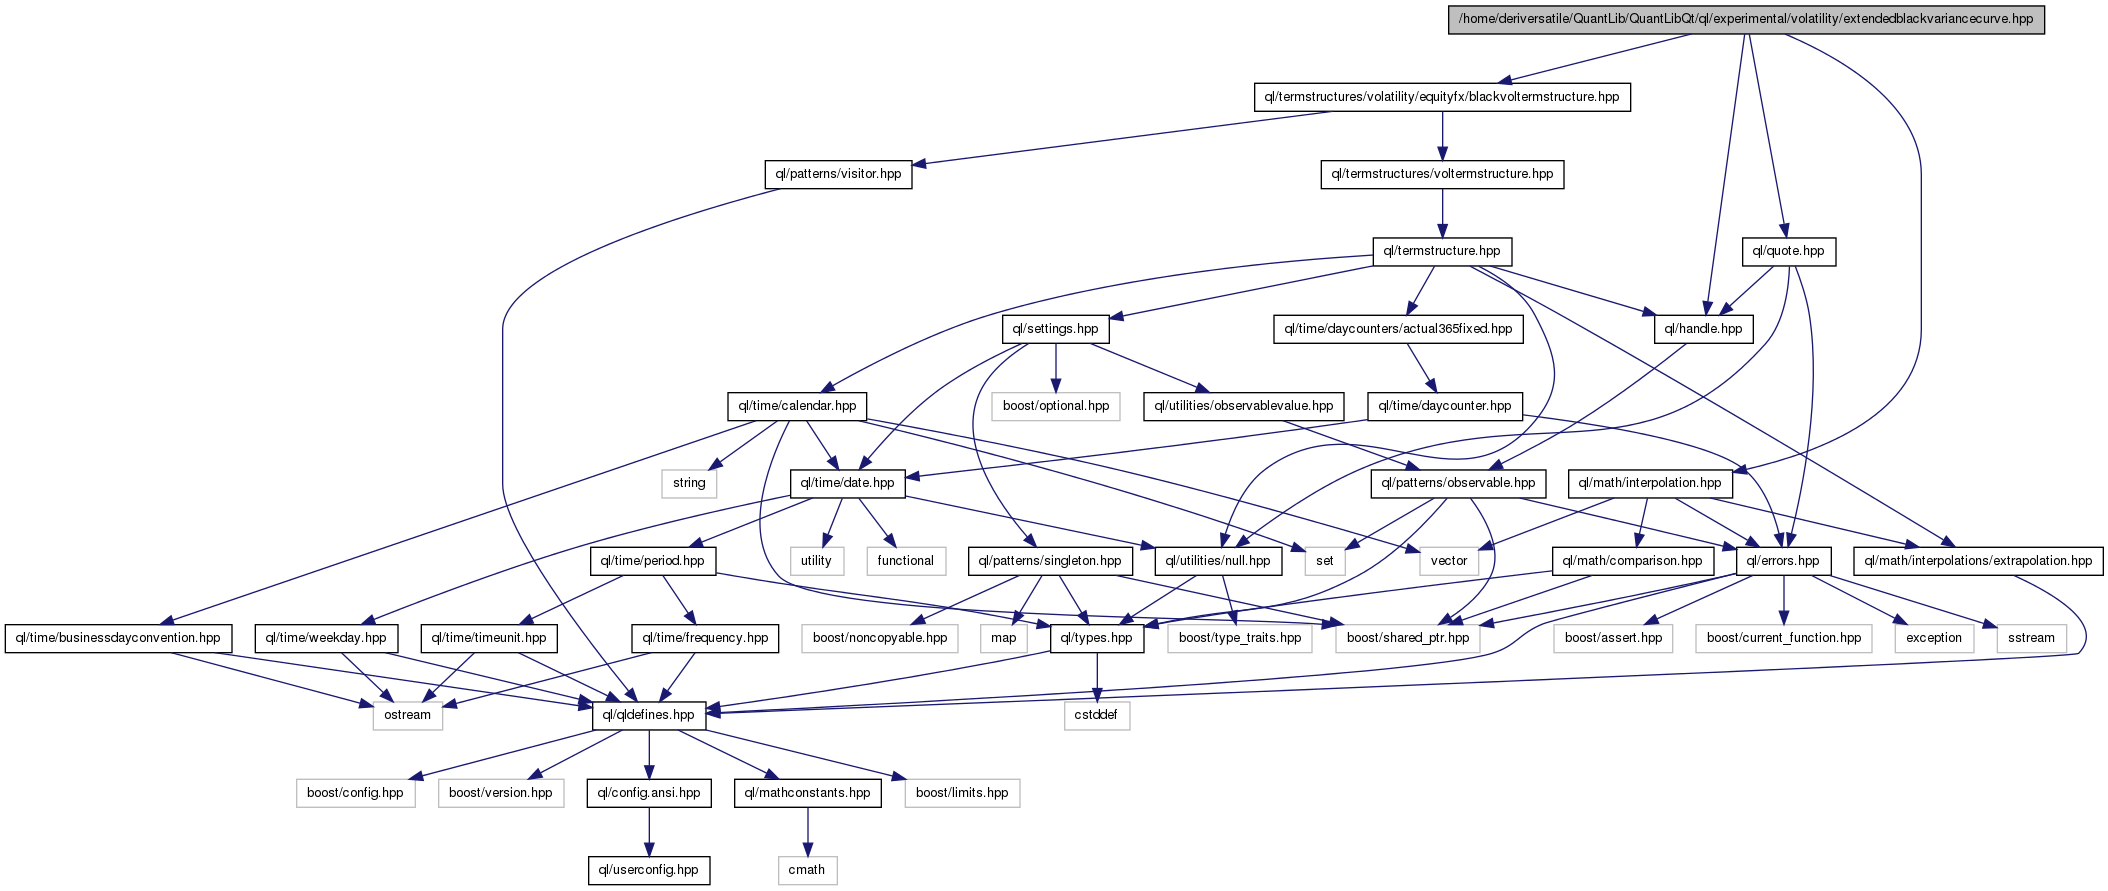 /home/deriversatile/QuantLib/QuantLibQt/ql/experimental/volatility/extendedblackvariancecurve.hpp
ql/termstructures/volatility/equityfx/blackvoltermstructure.hpp
ql/patterns/visitor.hpp
ql/termstructures/voltermstructure.hpp
ql/termstructure.hpp
ql/quote.hpp
ql/settings.hpp
ql/time/daycounters/actual365fixed.hpp
ql/handle.hpp
ql/time/calendar.hpp
boost/optional.hpp
ql/utilities/observablevalue.hpp
ql/time/daycounter.hpp
string
ql/time/date.hpp
ql/patterns/observable.hpp
ql/math/interpolation.hpp
ql/time/period.hpp
utility
functional
ql/patterns/singleton.hpp
ql/utilities/null.hpp
set
vector
ql/math/comparison.hpp
ql/errors.hpp
ql/math/interpolations/extrapolation.hpp
ql/time/businessdayconvention.hpp
ql/time/weekday.hpp
ql/time/timeunit.hpp
ql/time/frequency.hpp
boost/noncopyable.hpp
map
ql/types.hpp
boost/type_traits.hpp
boost/shared_ptr.hpp
boost/assert.hpp
boost/current_function.hpp
exception
sstream
ostream
ql/qldefines.hpp
cstddef
boost/config.hpp
boost/version.hpp
ql/config.ansi.hpp
ql/mathconstants.hpp
boost/limits.hpp
ql/userconfig.hpp
cmath